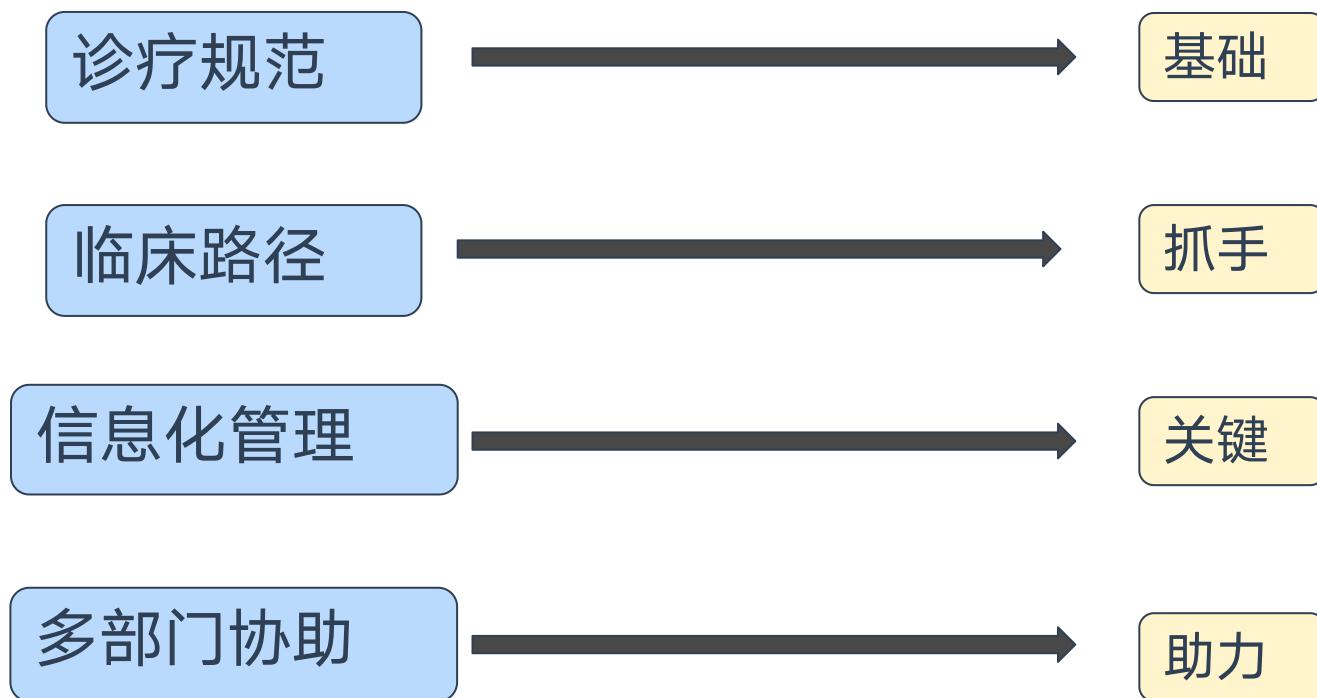 诊疗规范
基础
临床路径
抓手
信息化管理
关键
多部门协助
助力